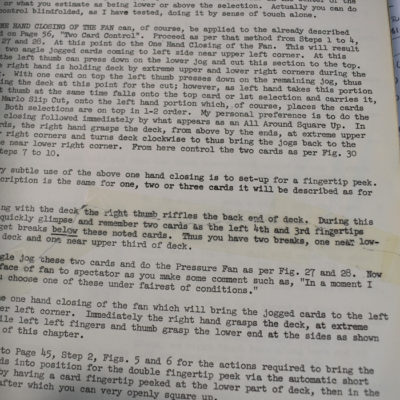 or what you estimate as being lower or above the selection. Actually you do
control blindfolded, as I have tested, doing it by sense of touch alone.
HE HAND CLOSING OF THE FAN can, of course, be applied to the already described
on Page 56, "Two Card Control". Proceed as per that method from Steps 1 to 4,
27 and 28. At this point to the One Hand Closing of the Fan. This will result
two angle jogged cards coming to left side near upper left corner. At this
the left thumb can press down on the lower jog and cut this section to the top.
right hand is holding deck by extreme upper and lower right corners during the
g. With one card on top the left thumb presses down on the remaining jog, thus
ing the deck at this point for the cut; however, as left hand takes this portion
thumb at the same time falls onto the top card 1st selection and carries it,
Marlo Slip Cut, onto the left hand portion which, of course, places the cards
Both selections are on top in 1-2 order. My personal preference is to do the
closing followed immediately by what appears as an All Around Square Up. In
rds, the right hand grasps the deck, from above by the ends, at extreme upper
r right corners and turns deck clockwise to thus bring the jogs back to the
e near lower right corner. From here control the two cards as per Fig. 30
Steps 7 to 10.
ry subtle use of the above one hand closing is to set-up for a fingertip peek.
cription is the same for one, two or three cards it will be described as for
ng with the deck the right thumb riffles the back end of deck. During this
quickly glimpse and remember two cards as the left 4th and 3rd fingertips
get breaks below these noted cards. Thus you have two breaks, one near low-
deck and one near upper third of deck.
gle jog these two cards and do the Pressure Fan as per Fig. 27 and 28. Now
face of fan to spectator as you make some comment such as, "In a moment I
u choose one of these under fairest of conditions."
e one hand closing of the fan which will bring the jogged cards to the left
er left corner. Immediately the right hand grasps the deck, at extreme
ile left left fingers and thumb grasp the lower end at the sides as shown
of this chapter.
to Page 45, Step 2, Figs. 5 and 6 for the actions required to bring the
ds into position for the double fingertip peek via the automatic short
by having a card fingertip peeked at the lower part of deck, then in the
after which you can very openly square up.